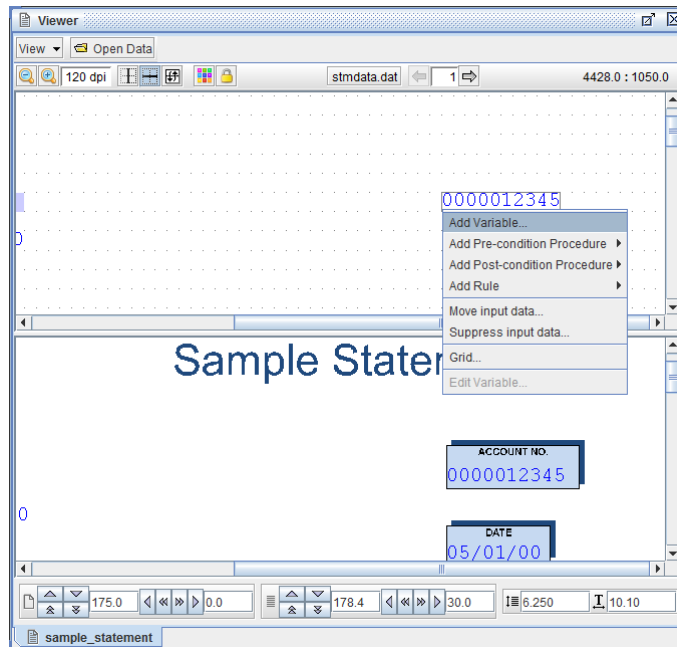 Viewer
View Open Data
120 dpi stmdata.dat 1 4428.0 : 1050.0
0000012345
Add Variable...
0
Add Pre-condition Procedure
Add Post-condition Procedure
Add Rule
Move input data...
Suppress input data...
Grid...
Edit Variable...
Sample Stater
ACCOUNT NO.
0000012345
0
DATE
05/01/00
175.0 0.0 178.4 30.0 6.250 10.10
sample_statement